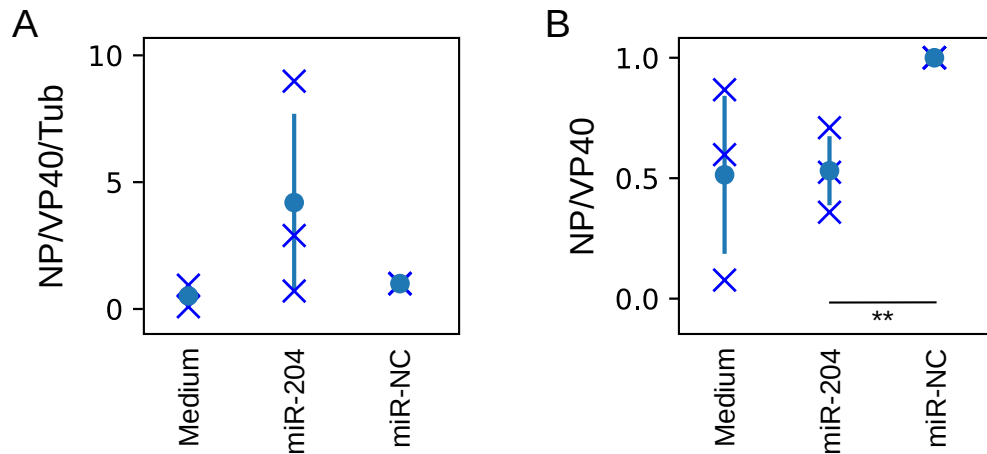 A
NP/VP40/Tub
10
5
0
Medium
miR-204
miR-NC
B
NP/VP40
1.0
0.5
0.0
**
Medium
miR-204
miR-NC